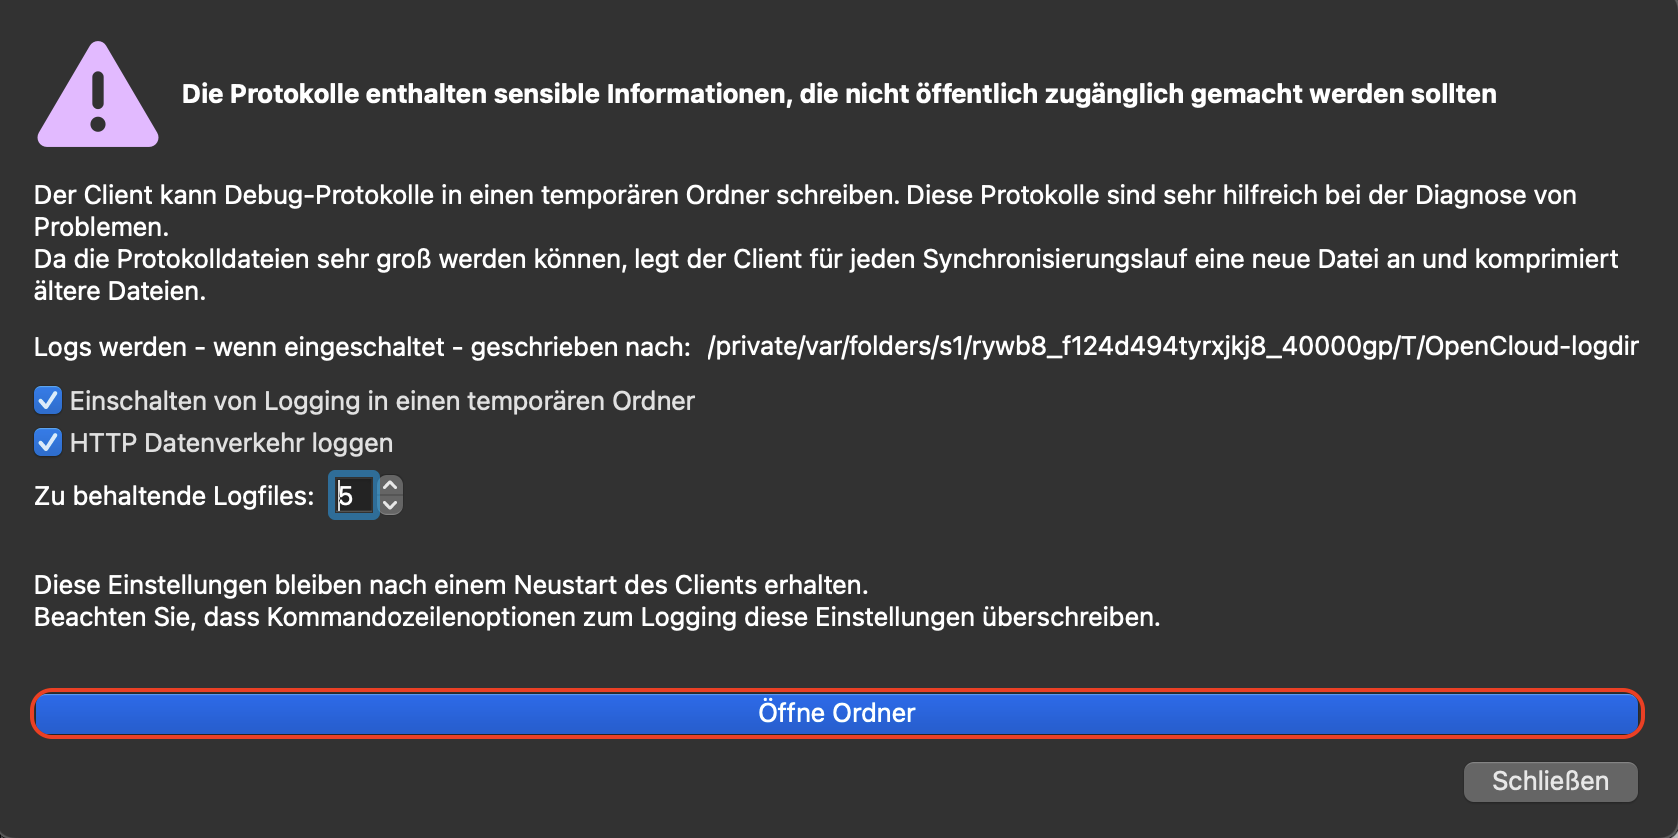 Die Protokolle enthalten sensible Informationen, die nicht öffentlich zugänglich gemacht werden sollten
Der Client kann Debug-Protokolle in einen temporären Ordner schreiben. Diese Protokolle sind sehr hilfreich bei der Diagnose von
Problemen.
Da die Protokolldateien sehr groß werden können, legt der Client für jeden Synchronisierungslauf eine neue Datei an und komprimiert
ältere Dateien.
Logs werden - wenn eingeschaltet - geschrieben nach: /private/var/folders/s1/rywb8_f124d494tyrxjkj8_40000gp/T/OpenCloud-logdir
Einschalten von Logging in einen temporären Ordner
HTTP Datenverkehr loggen
Zu behaltende Logfiles: 5
Diese Einstellungen bleiben nach einem Neustart des Clients erhalten.
Beachten Sie, dass Kommandozeilenoptionen zum Logging diese Einstellungen überschreiben.
Öffne Ordner
Schließen